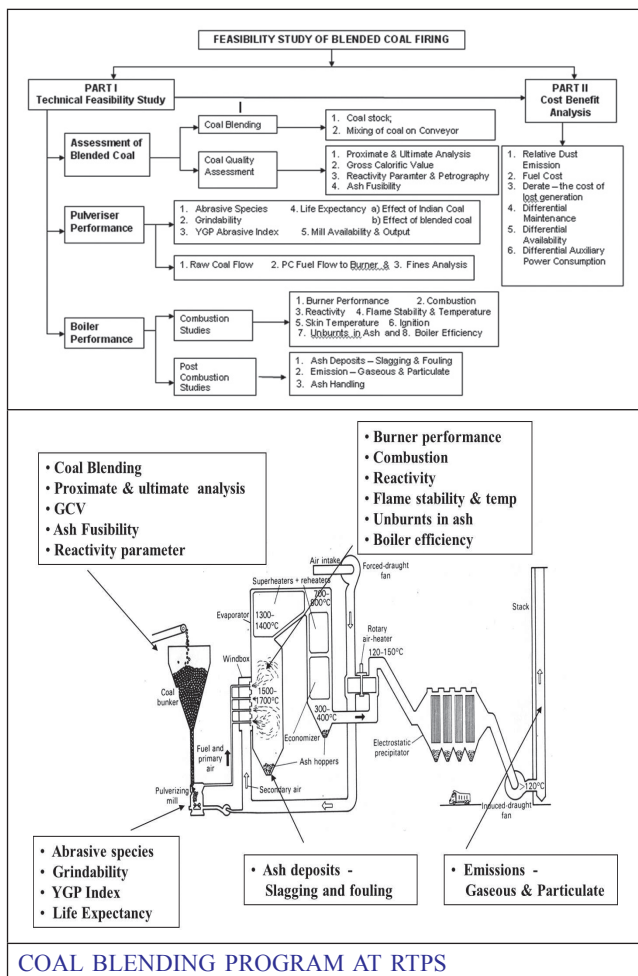 FEASIBILITY STUDY OF BLENDED COAL FIRING
PART I
Technical Feasibility Study
PART II
Cost Benefit
Analysis
Assessment of
Blended Coal
Coal Blending
1. Coal stock;
2. Mixing of coal on Conveyor
Coal Quality
Assessment
1. Proximate & Ultimate Analysis
2. Gross Calorific Value
3. Reactivity Paramter & Petrography
4. Ash Fusibility
1. Relative Dust
Emission
2. Fuel Cost
3. Derate – the cost of
lost generation
4. Differential
Maintenance
5. Differential
Availability
6. Differential Auxiliary
Power Consumption
Pulveriser
Performance
1. Abrasive Species 4. Life Expectancy a) Effect of Indian Coal
2. Grindability b) Effect of blended coal
3. YGP Abrasive Index 5. Mill Availability & Output
1. Raw Coal Flow 2. PC Fuel Flow to Burner & 3. Fines Analysis
Boiler
Performance
Combustion
Studies
1. Burner Performance 2. Combustion
3. Reactivity 4. Flame Stability & Temperature
5. Skin Temperature 6. Ignition
7. Unburnts in Ash and 8. Boiler Efficiency
Post
Combustion
Studies
1. Ash Deposits – Slagging & Fouling
2. Emission – Gaseous & Particulate
3. Ash Handling
• Coal Blending
• Proximate & ultimate analysis
• GCV
• Ash Fusibility
• Reactivity parameter
• Burner performance
• Combustion
• Reactivity
• Flame stability & temp
• Unburnts in ash
• Boiler efficiency
Air intake
Forced-draught
fan
Superheaters + reheaters
Evaporator
1300–
1400°C
Stack
Rotary
air-heater
120–150°C
Windbox
Coal
bunker
1500–
1700°C
300–
400°C
Economizer
Electrostatic
precipitator
Fuel and
primary
air
Ash hoppers
Secondary air
Pulverizing
mill
>120°C
Induced-draught
fan
• Abrasive species
• Grindability
• YGP Index
• Life Expectancy
• Ash deposits -
Slagging and fouling
• Emissions -
Gaseous & Particulate
COAL BLENDING PROGRAM AT RTPS